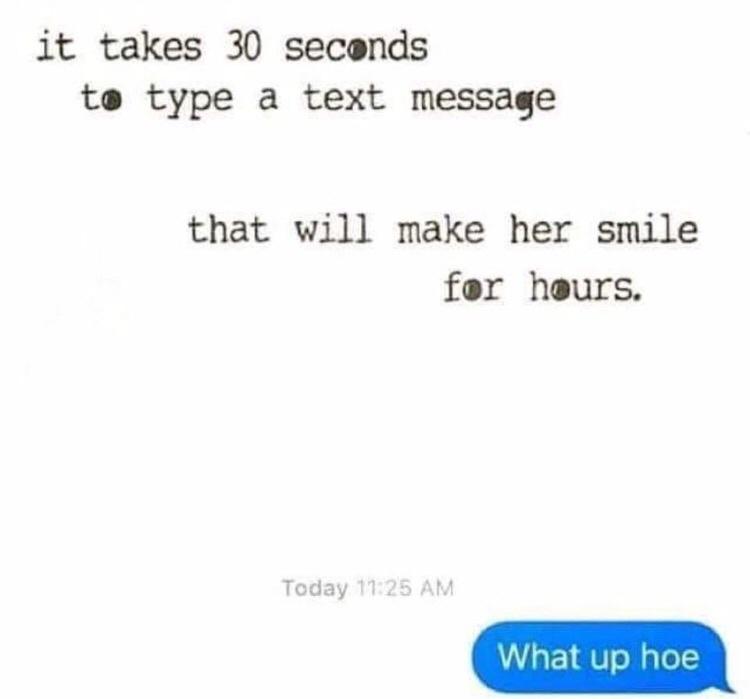 it takes 30 seconds
to type a text message
that will make her smile
for hours.
Today 11:25 AM
What up hoe